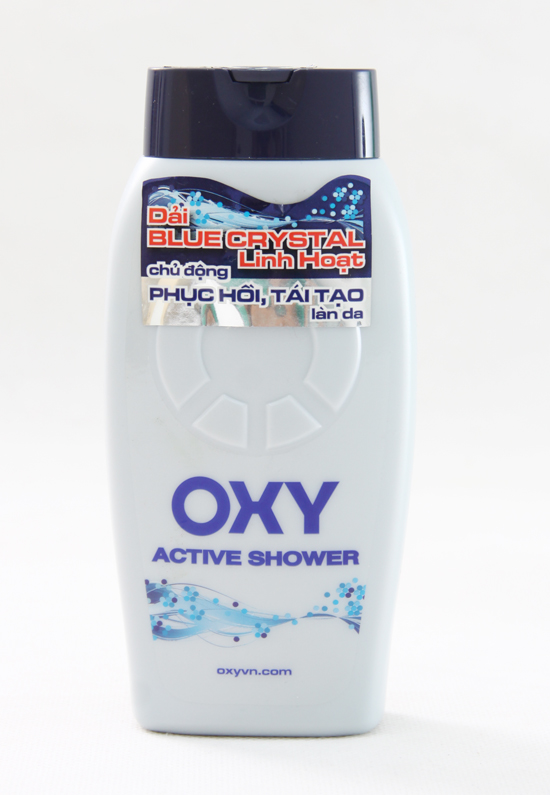 Dải
BLUE CRYSTAL
Linh Hoạt
chủ động
PHỤC HỒI, TÁI TẠO
làn da
OXY
ACTIVE SHOWER
oxyvn.com